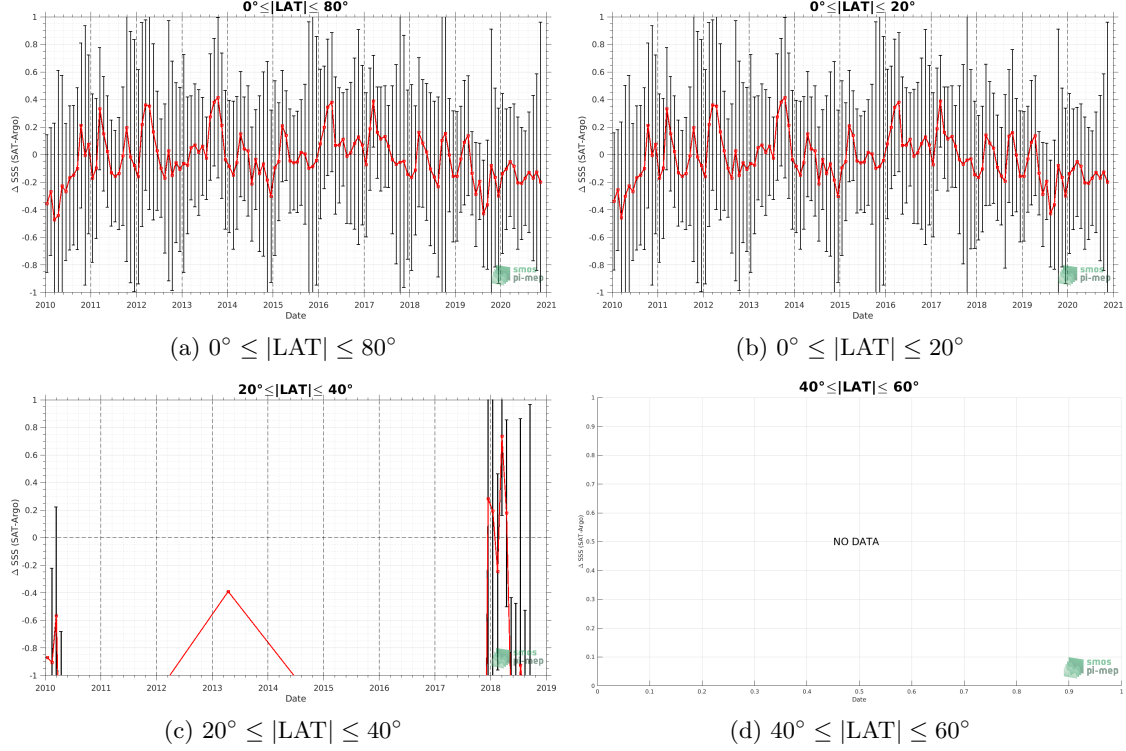 0°≤|LAT|≤ 80°
Δ SSS (SAT-Argo)
1
0.8
0.6
0.4
0.2
0
-0.2
-0.4
-0.6
-0.8
-1
2010 2011 2012 2013 2014 2015 2016 2017 2018 2019 2020 2021
Date
smos
pi-mep
(a) 0° ≤ |LAT| ≤ 80°
0°≤|LAT|≤ 20°
Δ SSS (SAT-Argo)
1
0.8
0.6
0.4
0.2
0
-0.2
-0.4
-0.6
-0.8
-1
2010 2011 2012 2013 2014 2015 2016 2017 2018 2019 2020 2021
Date
smos
pi-mep
(b) 0° ≤ |LAT| ≤ 20°
20°≤|LAT|≤ 40°
Δ SSS (SAT-Argo)
1
0.8
0.6
0.4
0.2
0
-0.2
-0.4
-0.6
-0.8
-1
2010 2011 2012 2013 2014 2015 2016 2017 2018 2019
Date
smos
pi-mep
(c) 20° ≤ |LAT| ≤ 40°
40°≤|LAT|≤ 60°
Δ SSS (SAT-Argo)
1
0.9
0.8
0.7
0.6
0.5
0.4
0.3
0.2
0.1
0
NO DATA
0 0.1 0.2 0.3 0.4 0.5 0.6 0.7 0.8 0.9 1
Date
smos
pi-mep
(d) 40° ≤ |LAT| ≤ 60°